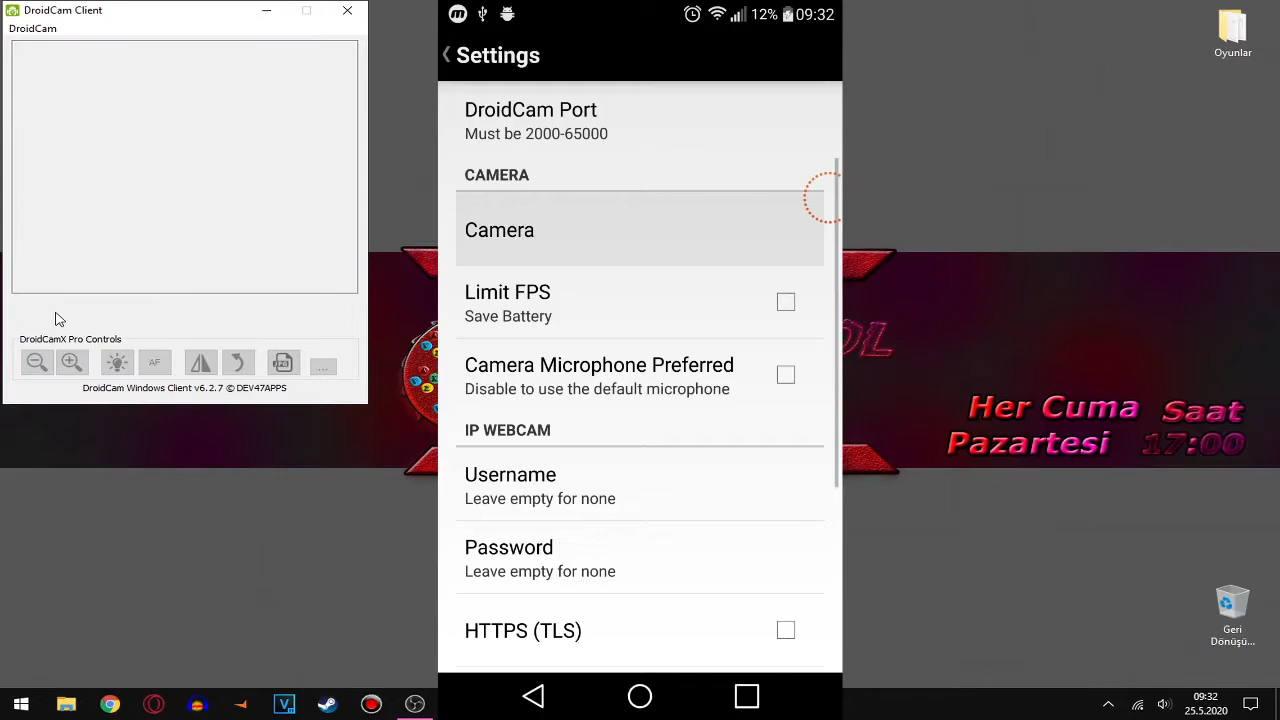 DroidCam Client
DroidCam
DroidCamX Pro Controls
AF
JPG
...
DroidCam Windows Client v6.2.7 © DEV47APPS
12%
09:32
Settings
DroidCam Port
Must be 2000-65000
CAMERA
Camera
Limit FPS
Save Battery
Camera Microphone Preferred
Disable to use the default microphone
IP WEBCAM
Username
Leave empty for none
Password
Leave empty for none
HTTPS (TLS)
Oyunlar
OL
Her Cuma Saat
Pazartesi 17:00
Geri
Dönüşü...
09:32
25.5.2020